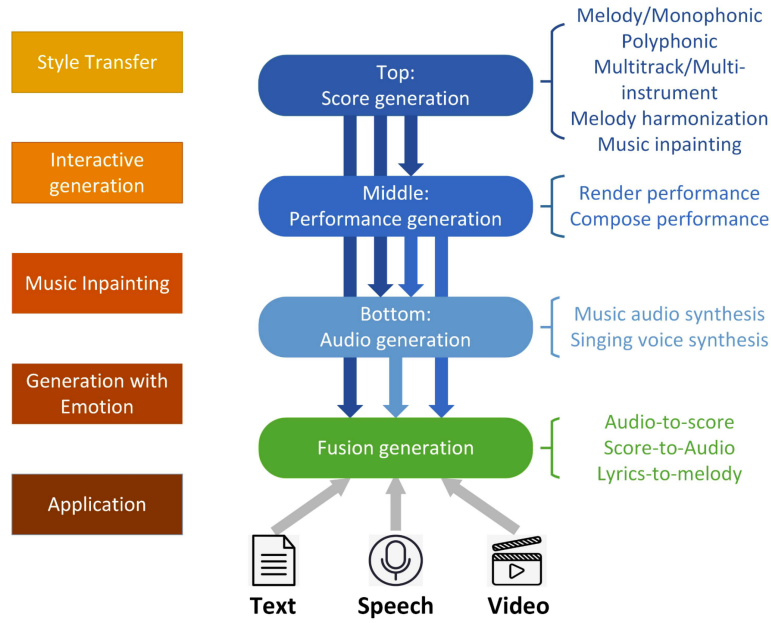 Style Transfer
Interactive
generation
Music Inpainting
Generation with
Emotion
Application
Top:
Score generation
Middle:
Performance generation
Bottom:
Audio generation
Fusion generation
Melody/Monophonic
Polyphonic
Multitrack/Multi-
instrument
Melody harmonization
Music inpainting
Render performance
Compose performance
Music audio synthesis
Singing voice synthesis
Audio-to-score
Score-to-Audio
Lyrics-to-melody
Text
Speech
Video